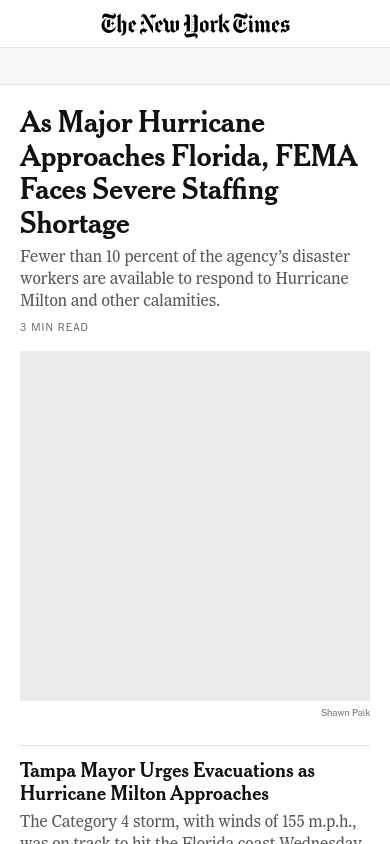 The New York Times
As Major Hurricane
Approaches Florida, FEMA
Faces Severe Staffing
Shortage
Fewer than 10 percent of the agency’s disaster
workers are available to respond to Hurricane
Milton and other calamities.
3 MIN READ
Shawn Paik
Tampa Mayor Urges Evacuations as
Hurricane Milton Approaches
The Category 4 storm, with winds of 155 m.p.h.,
was on track to hit the Florida coast Wednesday